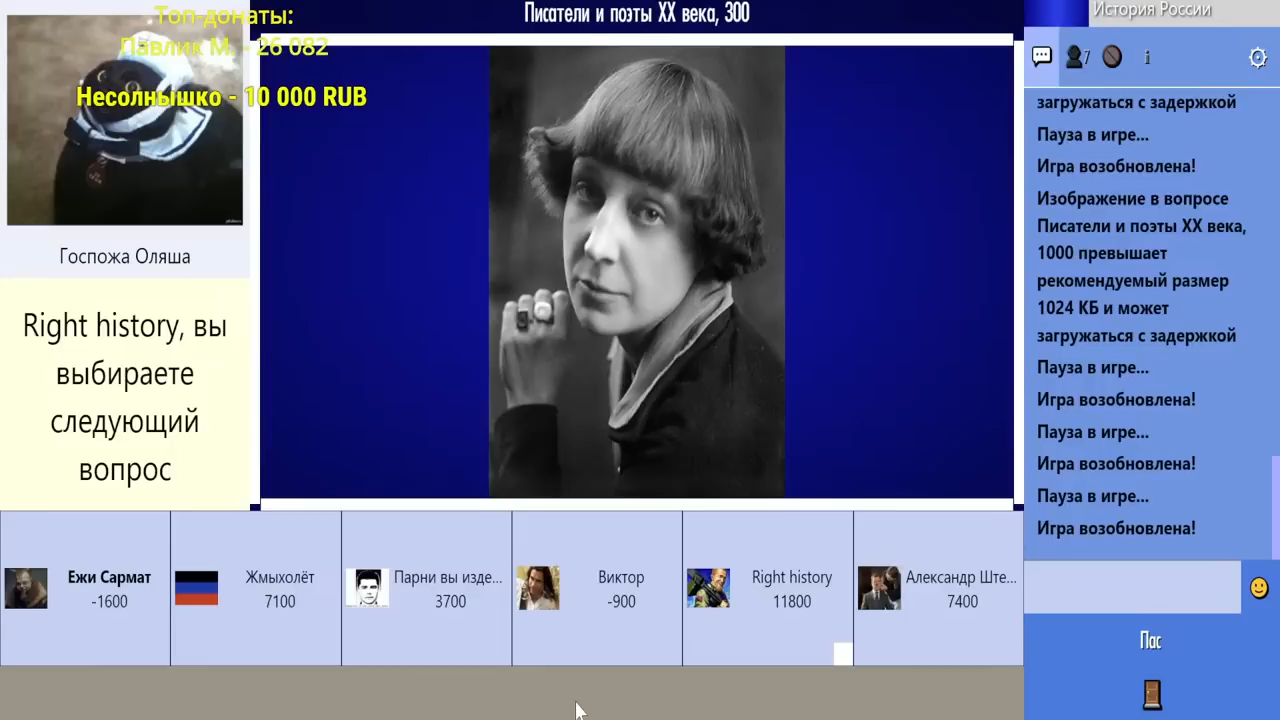 Топ-донаты:
Павлик М. - 26 082
Несолнышко - 10 000 RUB
Госпожа Оляша
Right history, вы
выбираете
следующий
вопрос
Писатели и поэты XX века, 300
История России
7
i
загружаться с задержкой
Пауза в игре...
Игра возобновлена!
Изображение в вопросе
Писатели и поэты XX века,
1000 превышает
рекомендуемый размер
1024 КБ и может
загружаться с задержкой
Пауза в игре...
Игра возобновлена!
Пауза в игре...
Игра возобновлена!
Пауза в игре...
Игра возобновлена!
Пас
Ежи Сармат
-1600
Жмыхолёт
7100
Парни вы изде...
3700
Виктор
-900
Right history
11800
Александр Ште...
7400